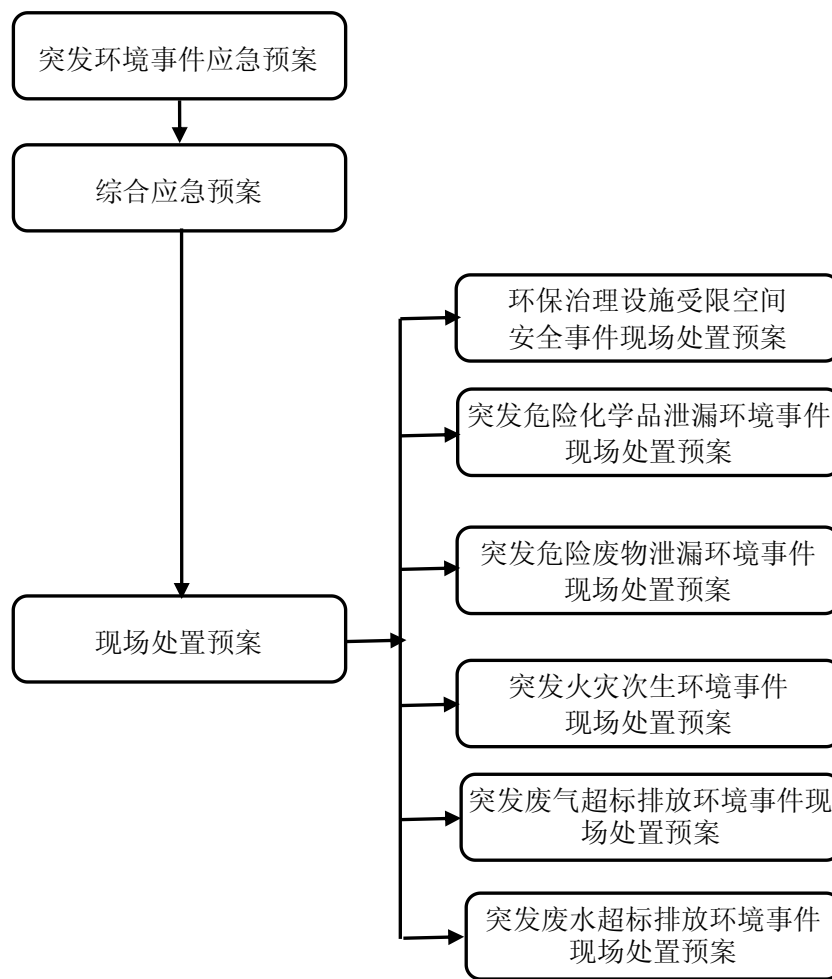 突发环境事件应急预案
综合应急预案
现场处置预案
环保治理设施受限空间
安全事件现场处置预案
突发危险化学品泄漏环境事件
现场处置预案
突发危险废物泄漏环境事件
现场处置预案
突发火灾次生环境事件
现场处置预案
突发废气超标排放环境事件现
场处置预案
突发废水超标排放环境事件
现场处置预案